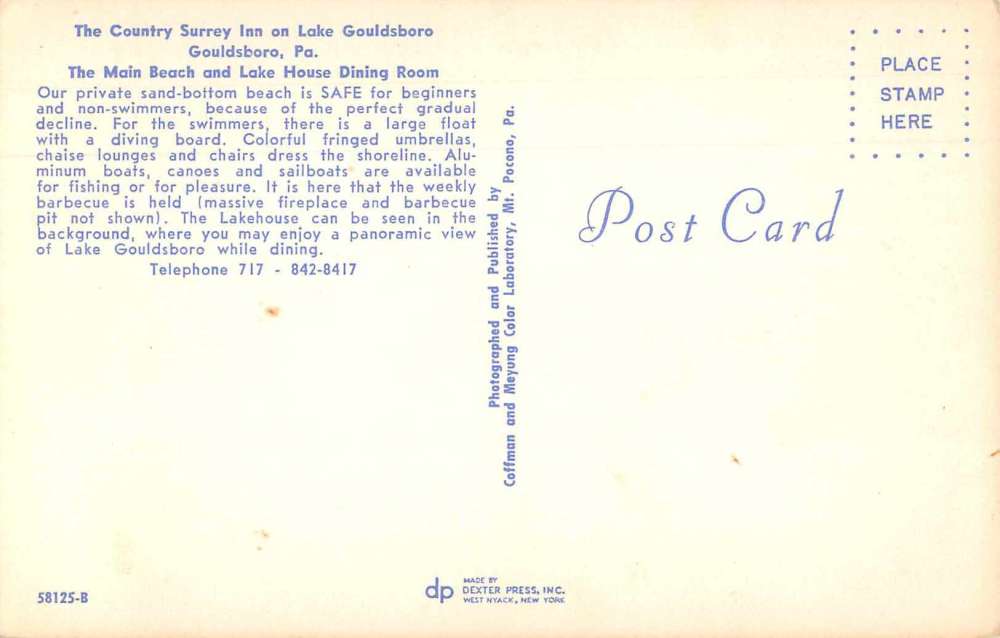 The Country Surrey Inn on Lake Gouldsboro
Gouldsboro, Pa.
The Main Beach and Lake House Dining Room
Our private sand-bottom beach is SAFE for beginners
and non-swimmers, because of the perfect gradual
decline. For the swimmers, there is a large float
with a diving board. Colorful fringed umbrellas,
chaise lounges and chairs dress the shoreline. Alu-
minum boats, canoes and sailboats are available
for fishing or for pleasure. It is here that the weekly
barbecue is held (massive fireplace and barbecue
pit not shown). The Lakehouse can be seen in the
background, where you may enjoy a panoramic view
of Lake Gouldsboro while dining.
Telephone 717 - 842-8417
58125-B
Photographed and Published by
Coffman and Meyung Color Laboratory, Mt. Pocono, Pa.
dp
MADE BY
DEXTER PRESS, INC.
WEST NYACK, NEW YORK
PLACE
STAMP
HERE
Post Card